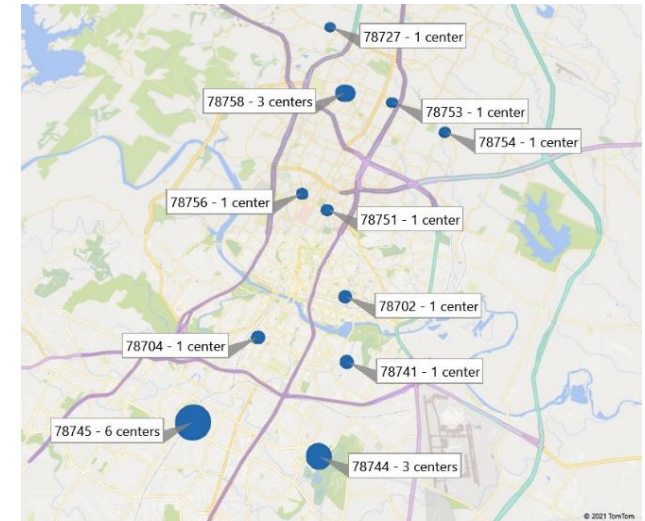 78727 - 1 center
78758 - 3 centers
78753 - 1 center
78754 - 1 center
78756 - 1 center
78751 - 1 center
78702 - 1 center
78704 - 1 center
78741 - 1 center
78745 - 6 centers
78744 - 3 centers
© 2021 TomTom